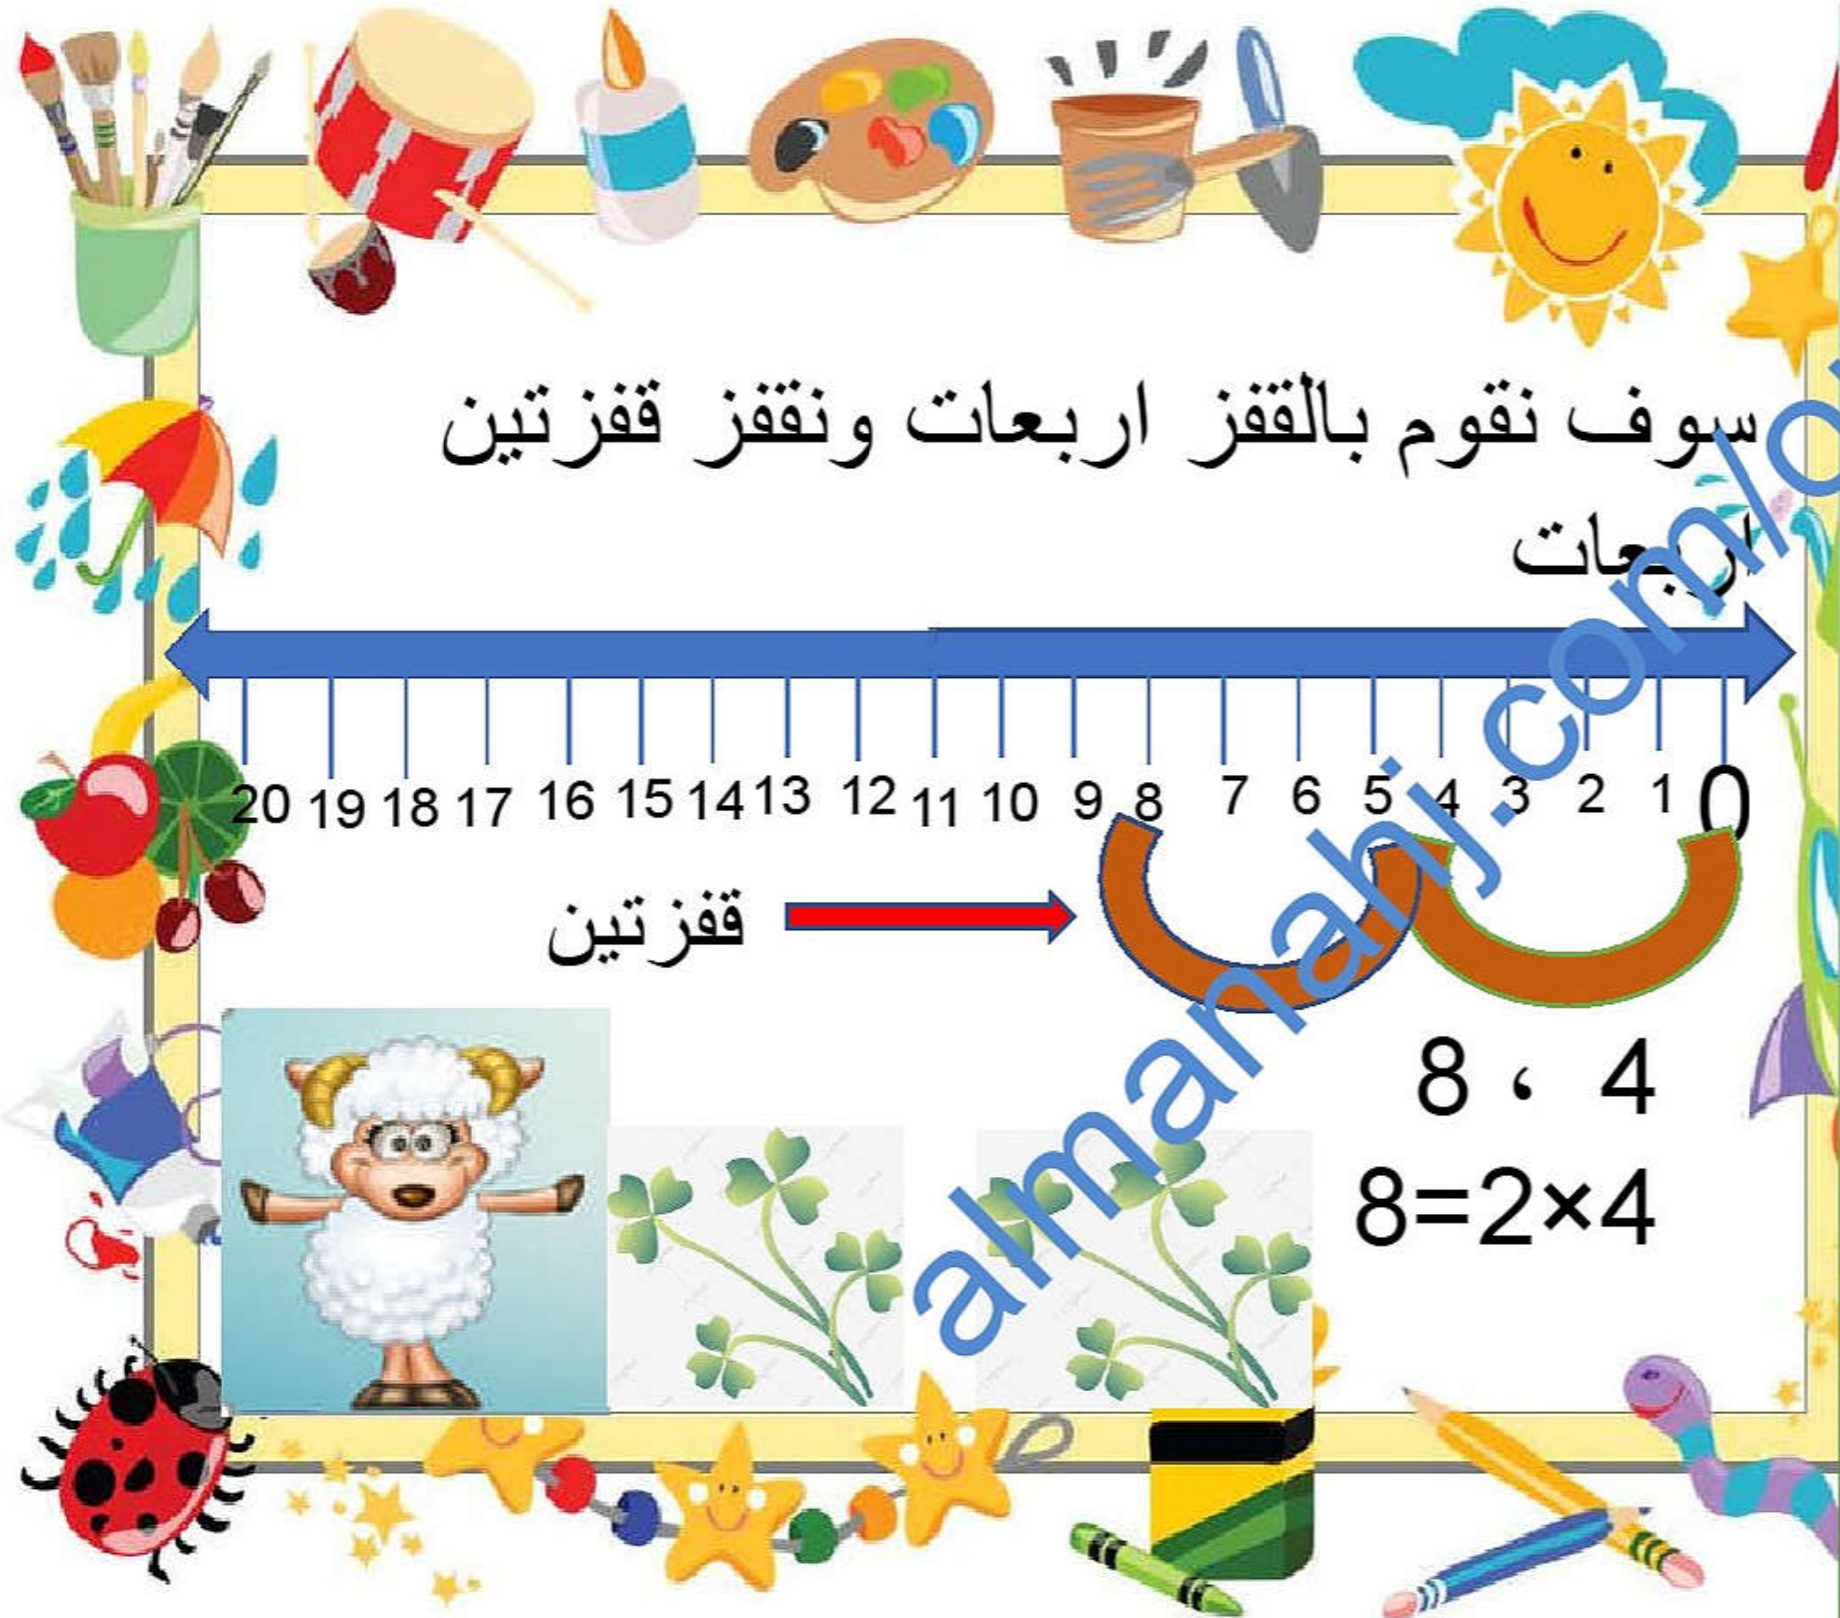 سوف نقوم بالقفز اربعات ونقفز قفزتين
اربعات
20 19 18 17 16 15 14 13 12 11 10 9 8 7 6 5 4 3 2 1 0
قفزتين
4 ، 8
8=2×4
almanahj.com/o